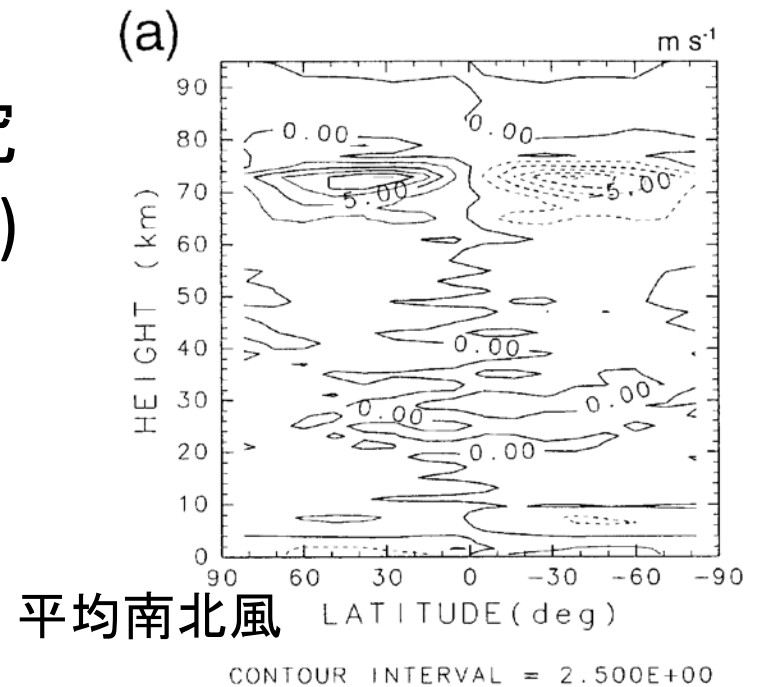 (a)
m s-1
究
)
90
80
70
60
50
40
30
20
10
0
HEIGHT (km)
0.00
0.00
5.00
-5.00
0.00
0.00
0.00
0.00
90 60 30 0 -30 -60 -90
平均南北風
LATITUDE(deg)
CONTOUR INTERVAL = 2.500E+00